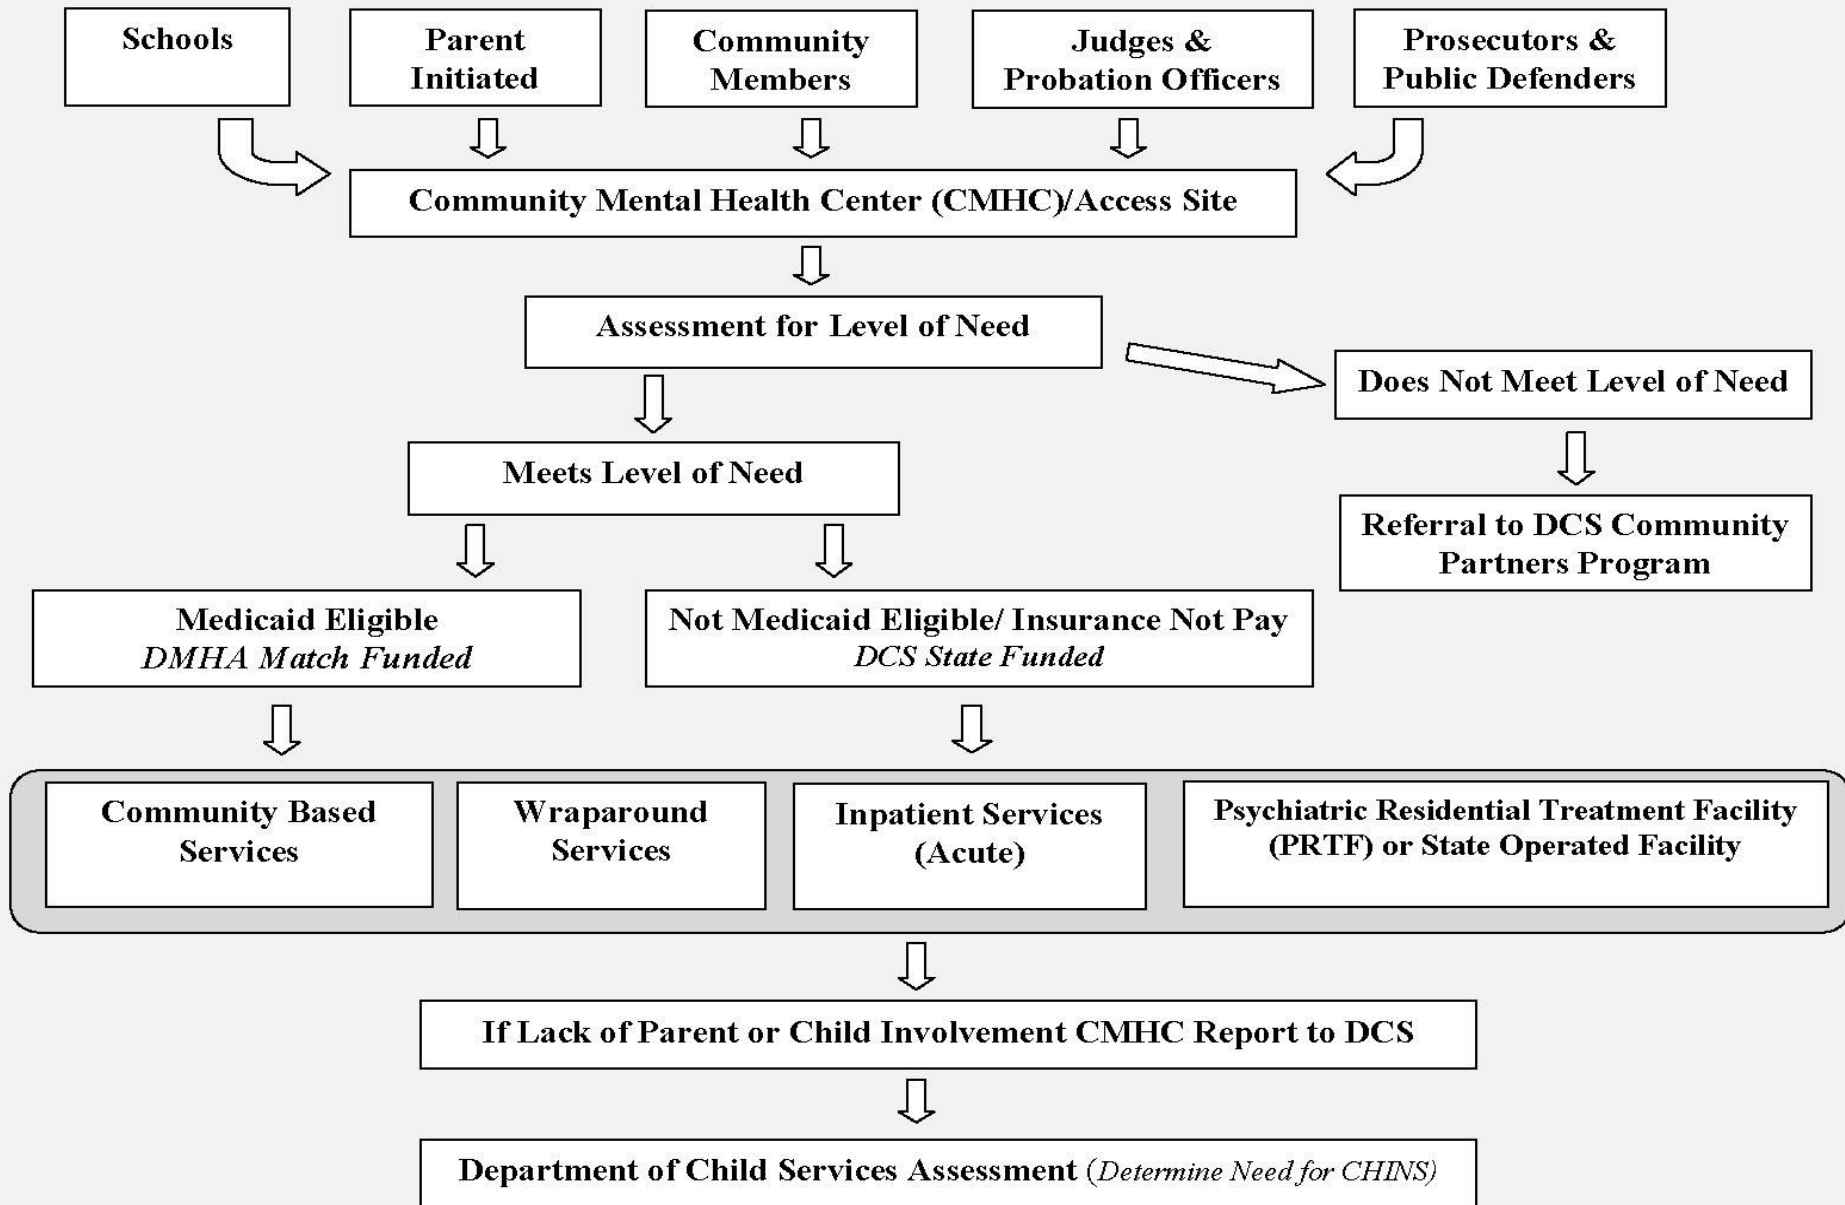 Schools
Parent
Initiated
Community
Members
Judges &
Probation Officers
Prosecutors &
Public Defenders
Community Mental Health Center (CMHC)/Access Site
Assessment for Level of Need
Does Not Meet Level of Need
Meets Level of Need
Referral to DCS Community
Partners Program
Medicaid Eligible
DMHA Match Funded
Not Medicaid Eligible/ Insurance Not Pay
DCS State Funded
Community Based
Services
Wraparound
Services
Inpatient Services
(Acute)
Psychiatric Residential Treatment Facility
(PRTF) or State Operated Facility
If Lack of Parent or Child Involvement CMHC Report to DCS
Department of Child Services Assessment (Determine Need for CHINS)